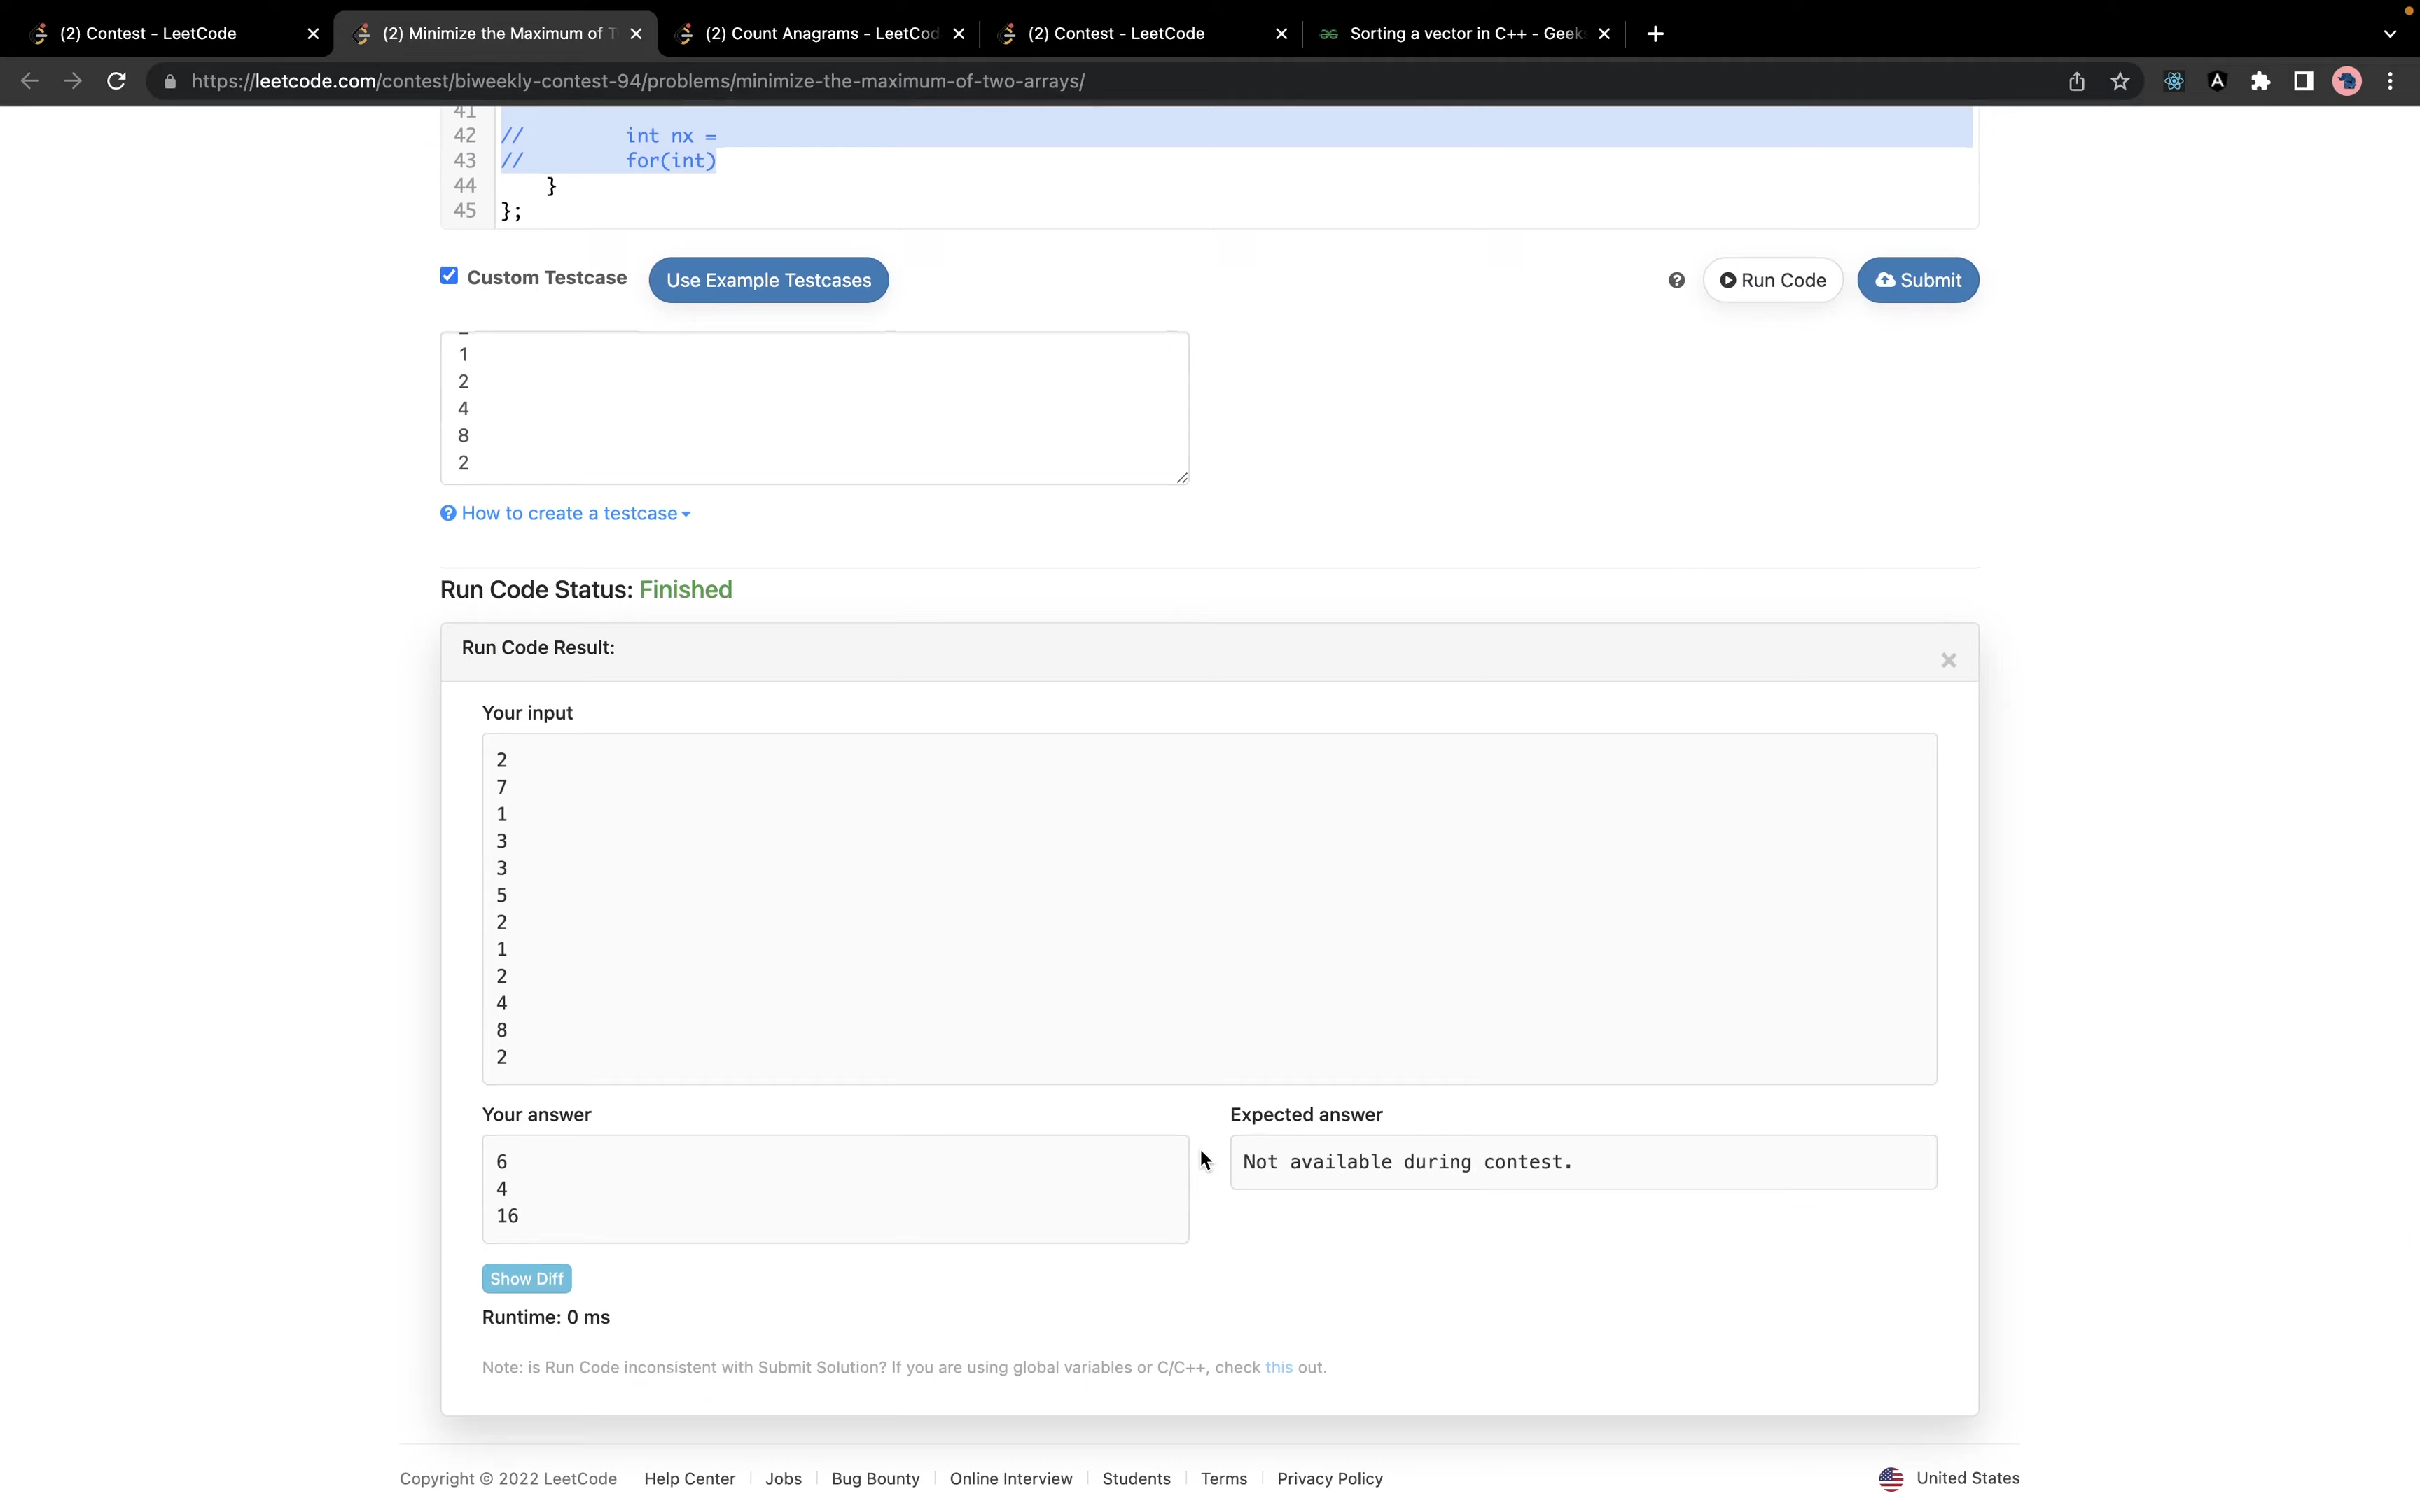 (2) Contest - LeetCode
(2) Minimize the Maximum of T
(2) Count Anagrams - LeetCod
(2) Contest - LeetCode
Sorting a vector in C++ - Geek
https://leetcode.com/contest/biweekly-contest-94/problems/minimize-the-maximum-of-two-arrays/
41
42 // int nx =
43 // for(int)
44 }
45 };
Custom Testcase
Use Example Testcases
Run Code
Submit
1
2
4
8
2
How to create a testcase
Run Code Status: Finished
Run Code Result:
Your input
2
7
1
3
3
5
2
1
2
4
8
2
Your answer
Expected answer
6
4
16
Not available during contest.
Show Diff
Runtime: 0 ms
Note: is Run Code inconsistent with Submit Solution? If you are using global variables or C/C++, check this out.
Copyright © 2022 LeetCode
Help Center
Jobs
Bug Bounty
Online Interview
Students
Terms
Privacy Policy
United States